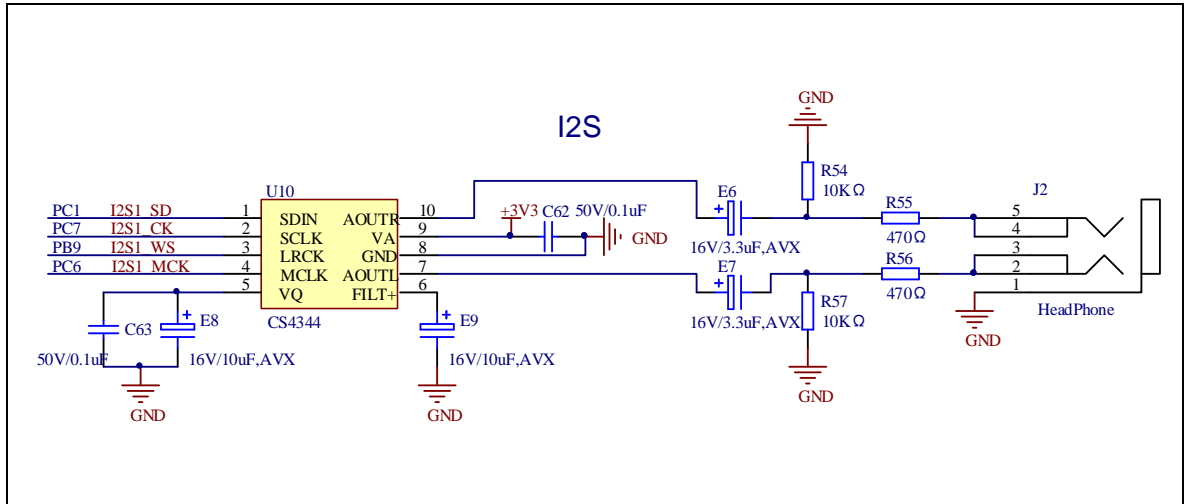 GND
I2S
R54
10KΩ
J2
U10
E6
PC1 I2S1_SD 1 SDIN AOUTR 10
+3V3 C62 50V/0.1uF
R55
5
PC7 I2S1_CK 2 SCLK VA 9
4
PB9 I2S1_WS 3 LRCK GND 8
GND
16V/3.3uF,AVX
470Ω
3
PC6 I2S1_MCK 4 MCLK AOUTL 7
E7
R56
2
5 VQ FILT+ 6
470Ω
1
R57
10KΩ
HeadPhone
C63
E8
CS4344
E9
16V/3.3uF,AVX
GND
50V/0.1uF
16V/10uF,AVX
16V/10uF,AVX
GND
GND
GND